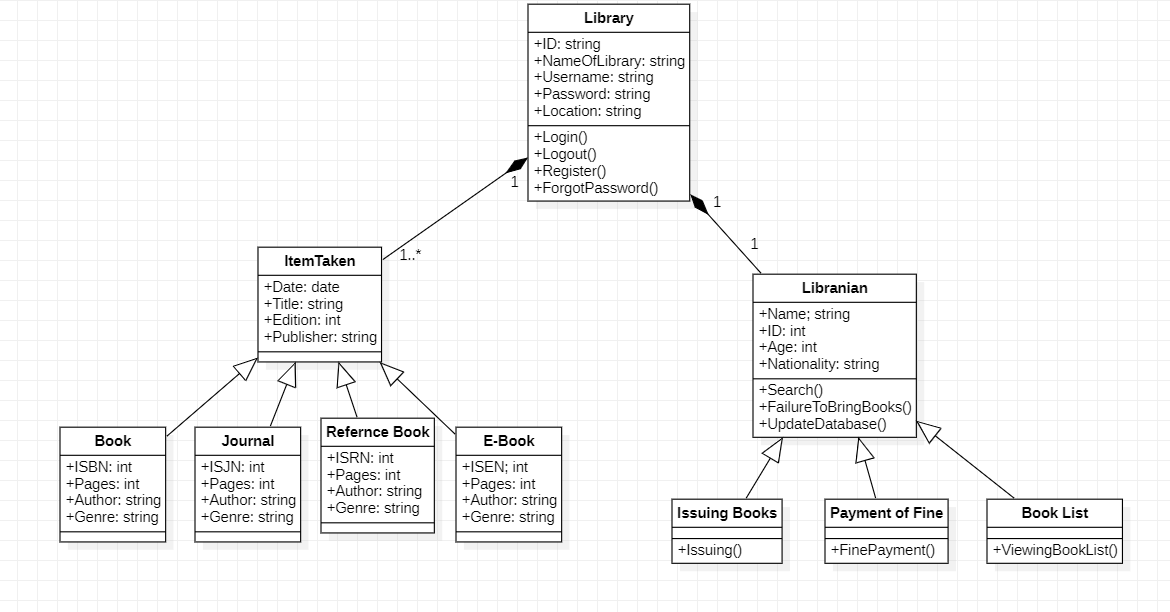 Library
+ID: string
+NameOfLibrary: string
+Username: string
+Password: string
+Location: string
+Login()
+Logout()
+Register()
+ForgotPassword()
1
1..*
1
1
ItemTaken
+Date: date
+Title: string
+Edition: int
+Publisher: string
Libranian
+Name; string
+ID: int
+Age: int
+Nationality: string
+Search()
+FailureToBringBooks()
+UpdateDatabase()
Book
+ISBN: int
+Pages: int
+Author: string
+Genre: string
Journal
+ISJN: int
+Pages: int
+Author: string
+Genre: string
Refernce Book
+ISRN: int
+Pages: int
+Author: string
+Genre: string
E-Book
+ISEN; int
+Pages: int
+Author: string
+Genre: string
Issuing Books
+Issuing()
Payment of Fine
+FinePayment()
Book List
+ViewingBookList()